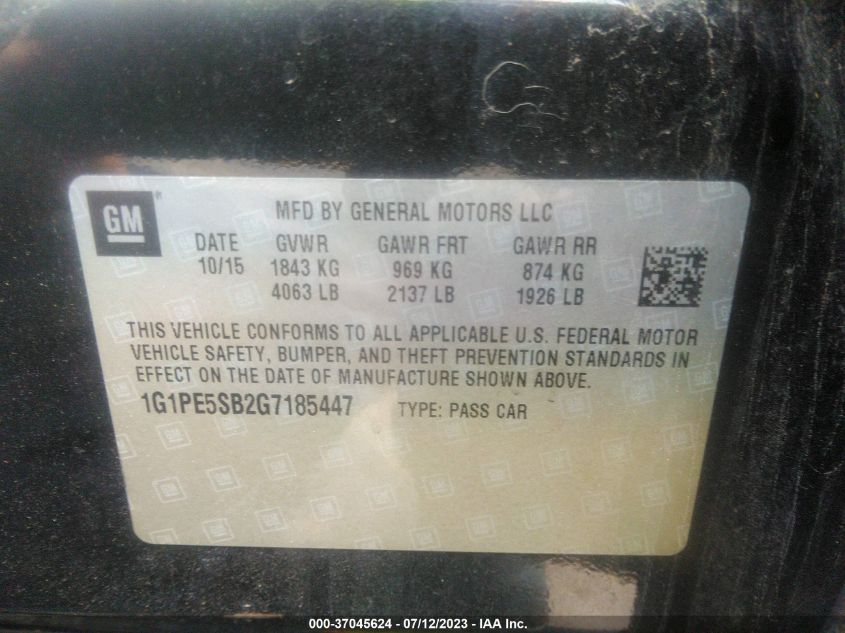 GM
MFD BY GENERAL MOTORS LLC
DATE GVWR GAWR FRT GAWR RR
10/15 1843 KG 969 KG 874 KG
4063 LB 2137 LB 1926 LB
THIS VEHICLE CONFORMS TO ALL APPLICABLE U.S. FEDERAL MOTOR
VEHICLE SAFETY, BUMPER, AND THEFT PREVENTION STANDARDS IN
EFFECT ON THE DATE OF MANUFACTURE SHOWN ABOVE.
1G1PE5SB2G7185447 TYPE: PASS CAR
000-37045624 - 07/12/2023 - IAA Inc.